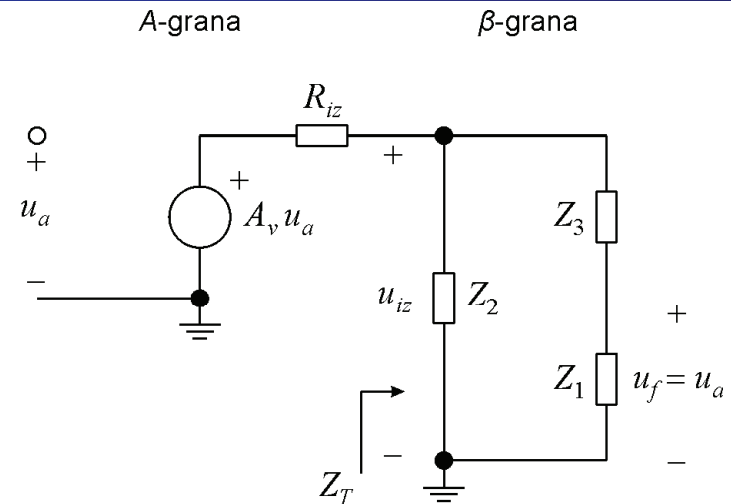 A-grana β-grana
R_iz
+ +
u_a
−
+
A_v u_a
Z_3
u_iz Z_2
+
Z_1 u_f = u_a
− −
Z_T